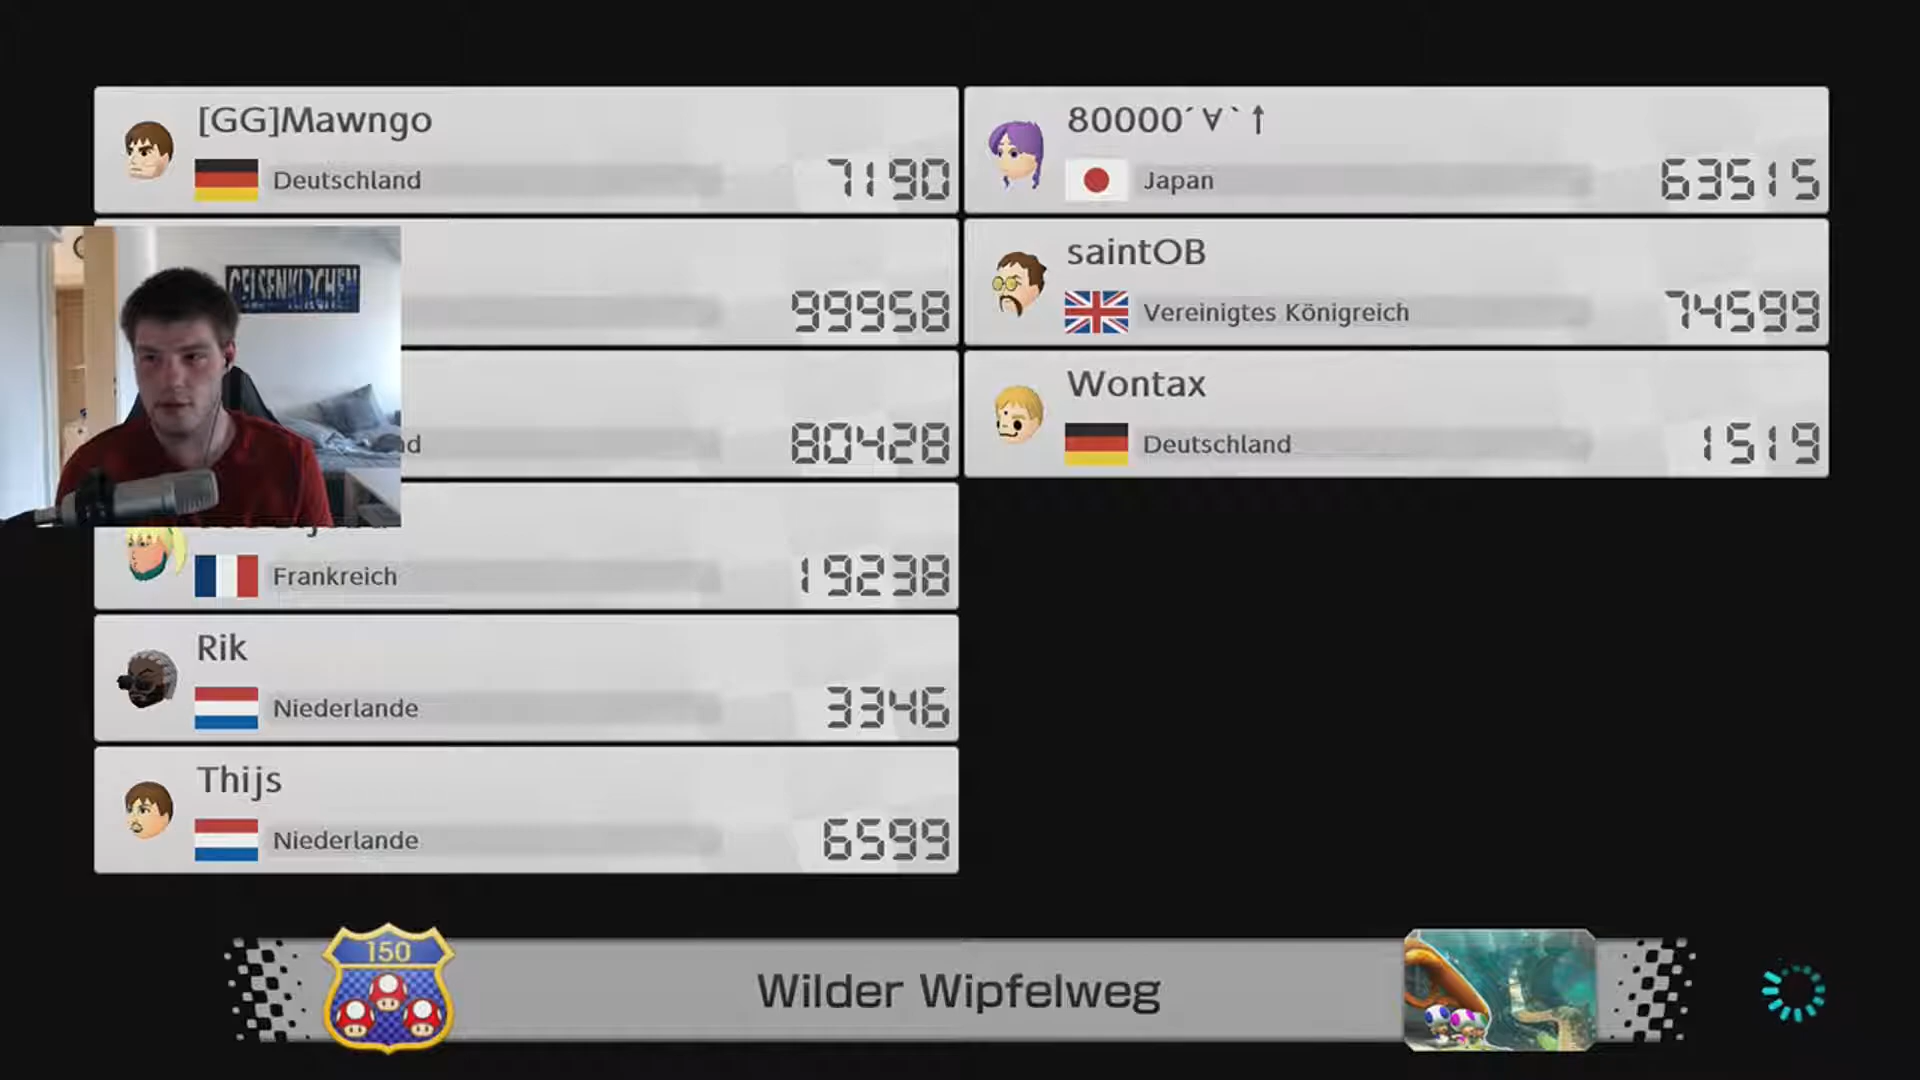 [GG]Mawngo
Deutschland 7190
99958
80428
Frankreich 19238
Rik
Niederlande 3346
Thijs
Niederlande 6599
80000´∀`↑
Japan 63515
saintOB
Vereinigtes Königreich 74599
Wontax
Deutschland 1519
GELSENKIRCHEN
150
Wilder Wipfelweg